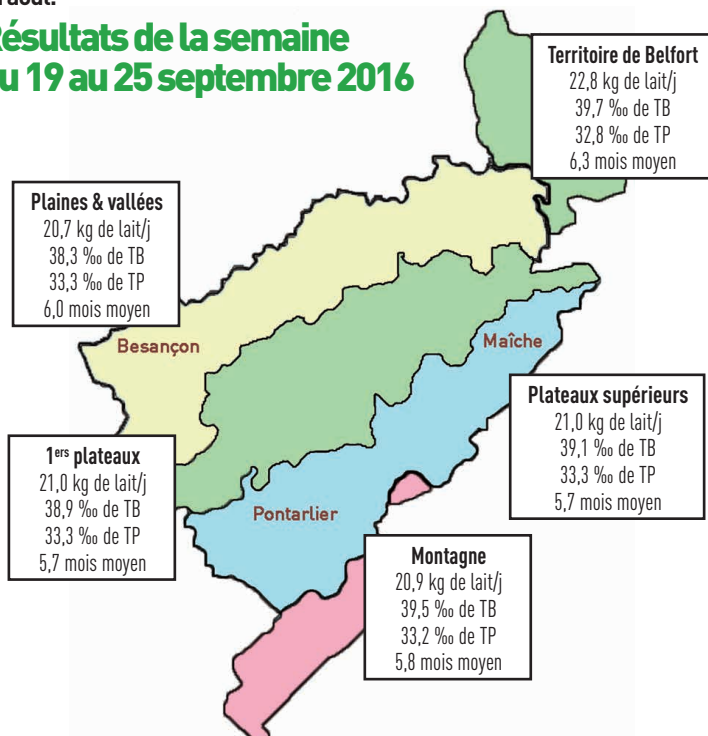 août.
Résultats de la semaine
du 19 au 25 septembre 2016
Territoire de Belfort
22,8 kg de lait/j
39,7 ‰ de TB
32,8 ‰ de TP
6,3 mois moyen
Plaines & vallées
20,7 kg de lait/j
38,3 ‰ de TB
33,3 ‰ de TP
6,0 mois moyen
Besançon
Maîche
Plateaux supérieurs
21,0 kg de lait/j
39,1 ‰ de TB
33,3 ‰ de TP
5,7 mois moyen
1ers plateaux
21,0 kg de lait/j
38,9 ‰ de TB
33,3 ‰ de TP
5,7 mois moyen
Pontarlier
Montagne
20,9 kg de lait/j
39,5 ‰ de TB
33,2 ‰ de TP
5,8 mois moyen